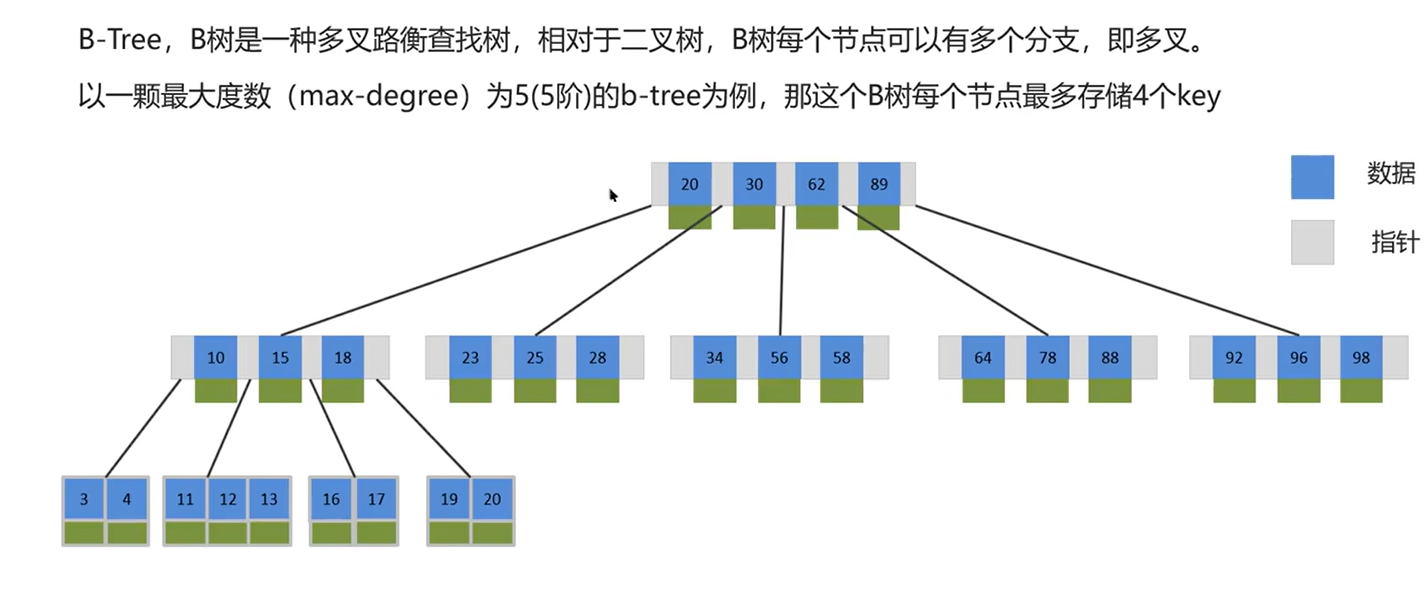 B-Tree，B树是一种多叉路衡查找树，相对于二叉树，B树每个节点可以有多个分支，即多叉。
以一颗最大度数（max-degree）为5(5阶)的b-tree为例，那这个B树每个节点最多存储4个key
20 30 62 89
数据
指针
10 15 18 23 25 28 34 56 58 64 78 88 92 96 98
3 4 11 12 13 16 17 19 20